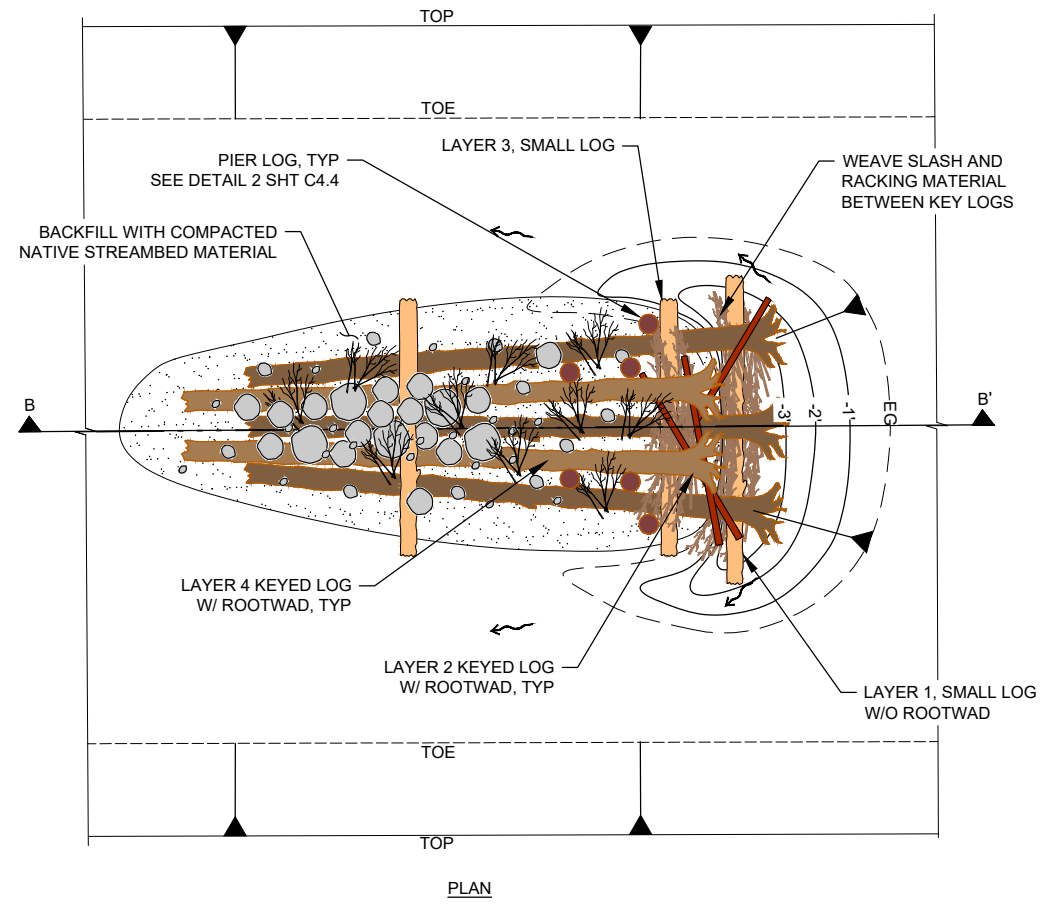 TOP
TOE
LAYER 3, SMALL LOG
PIER LOG, TYP
SEE DETAIL 2 SHT C4.4
WEAVE SLASH AND
RACKING MATERIAL
BETWEEN KEY LOGS
BACKFILL WITH COMPACTED
NATIVE STREAMBED MATERIAL
B
B'
-3'
-2'
-1'
EG
LAYER 4 KEYED LOG
W/ ROOTWAD, TYP
LAYER 2 KEYED LOG
W/ ROOTWAD, TYP
LAYER 1, SMALL LOG
W/O ROOTWAD
TOE
TOP
PLAN